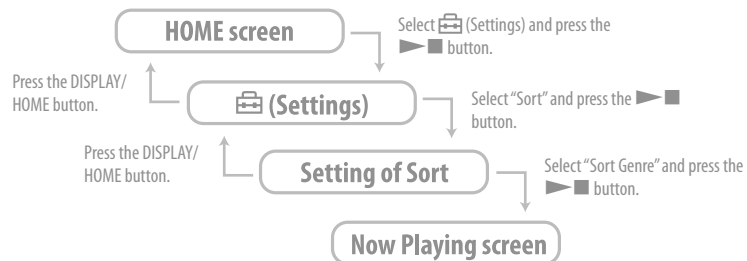 HOME screen
Select (Settings) and press the
►■ button.
Press the DISPLAY/
HOME button.
(Settings)
Select “Sort” and press the ►■
button.
Press the DISPLAY/
HOME button.
Setting of Sort
Select “Sort Genre” and press the
►■ button.
Now Playing screen